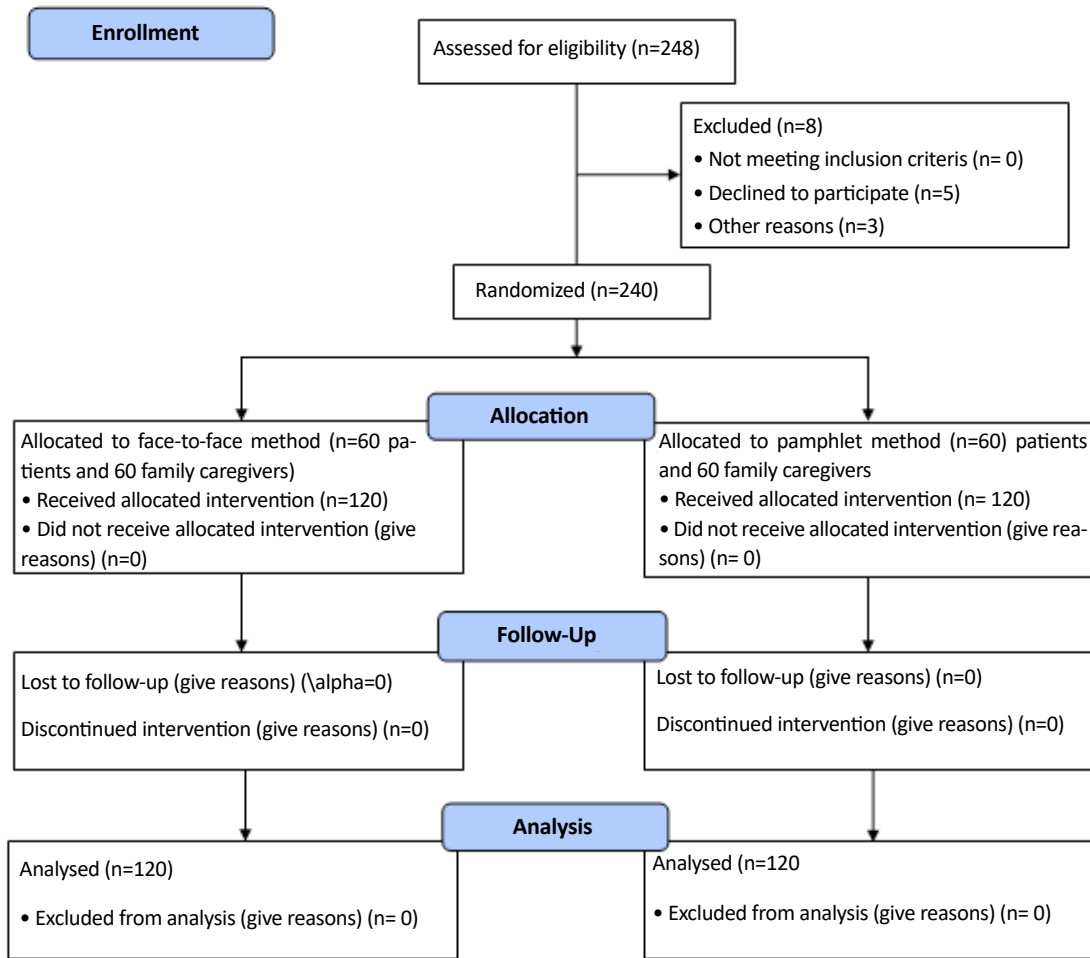 Enrollment
Assessed for eligibility (n=248)
Excluded (n=8)
• Not meeting inclusion criteris (n= 0)
• Declined to participate (n=5)
• Other reasons (n=3)
Randomized (n=240)
Allocation
Allocated to face-to-face method (n=60 pa-
tients and 60 family caregivers)
• Received allocated intervention (n=120)
• Did not receive allocated intervention (give
reasons) (n=0)
Allocated to pamphlet method (n=60) patients
and 60 family caregivers
• Received allocated intervention (n= 120)
• Did not receive allocated intervention (give rea-
sons) (n= 0)
Follow-Up
Lost to follow-up (give reasons) (\alpha=0)
Discontinued intervention (give reasons) (n=0)
Lost to follow-up (give reasons) (n=0)
Discontinued intervention (give reasons) (n=0)
Analysis
Analysed (n=120)
• Excluded from analysis (give reasons) (n= 0)
Analysed (n=120
• Excluded from analysis (give reasons) (n= 0)